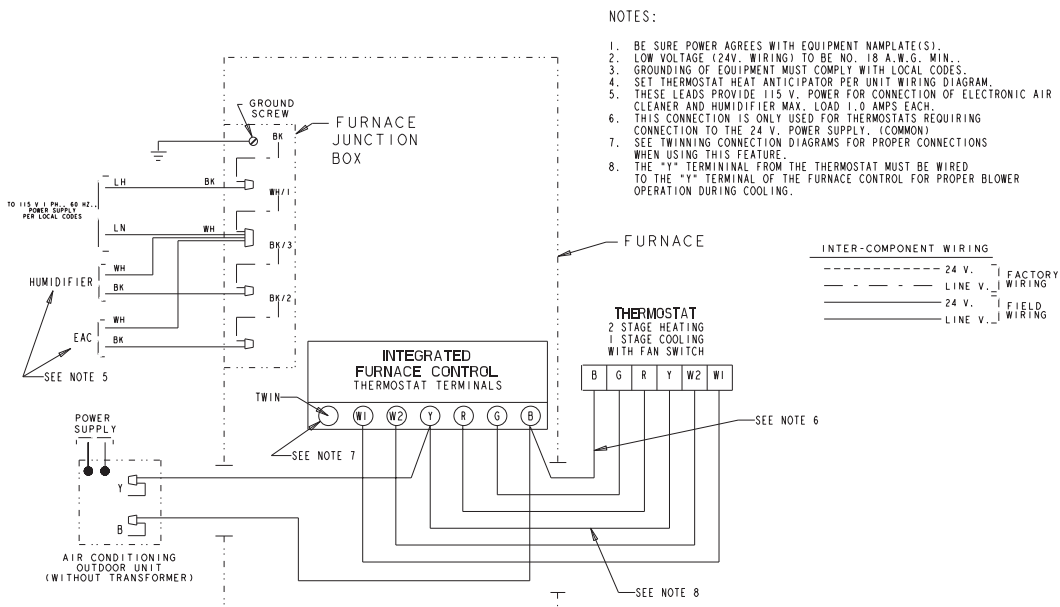 NOTES:
1. BE SURE POWER AGREES WITH EQUIPMENT NAMPLATE(S).
2. LOW VOLTAGE (24V. WIRING) TO BE NO. 18 A.W.G. MIN..
3. GROUNDING OF EQUIPMENT MUST COMPLY WITH LOCAL CODES.
4. SET THERMOSTAT HEAT ANTICIPATOR PER UNIT WIRING DIAGRAM.
5. THESE LEADS PROVIDE 115 V. POWER FOR CONNECTION OF ELECTRONIC AIR
CLEANER AND HUMIDIFIER MAX. LOAD 1.0 AMPS EACH.
6. THIS CONNECTION IS ONLY USED FOR THERMOSTATS REQUIRING
CONNECTION TO THE 24 V. POWER SUPPLY. (COMMON)
7. SEE TWINNING CONNECTION DIAGRAMS FOR PROPER CONNECTIONS
WHEN USING THIS FEATURE.
8. THE "Y" TERMININAL FROM THE THERMOSTAT MUST BE WIRED
TO THE "Y" TERMINAL OF THE FURNACE CONTROL FOR PROPER BLOWER
OPERATION DURING COOLING.
GROUND
SCREW
BK
FURNACE
JUNCTION
BOX
LH
BK
WH/1
TO 115 V 1 PH., 60 HZ.,
POWER SUPPLY
PER LOCAL CODES
LN
WH
BK/3
WH
HUMIDIFIER
BK
BK/2
WH
EAC
BK
SEE NOTE 5
FURNACE
INTER-COMPONENT WIRING
24 V.
LINE V.
FACTORY
WIRING
24 V.
LINE V.
FIELD
WIRING
THERMOSTAT
2 STAGE HEATING
1 STAGE COOLING
WITH FAN SWITCH
B G R Y W2 W1
INTEGRATED
FURNACE CONTROL
THERMOSTAT TERMINALS
TWIN
W1 W2 Y R G B
SEE NOTE 7
SEE NOTE 6
POWER
SUPPLY
Y
B
AIR CONDITIONING
OUTDOOR UNIT
(WITHOUT TRANSFORMER)
SEE NOTE 8